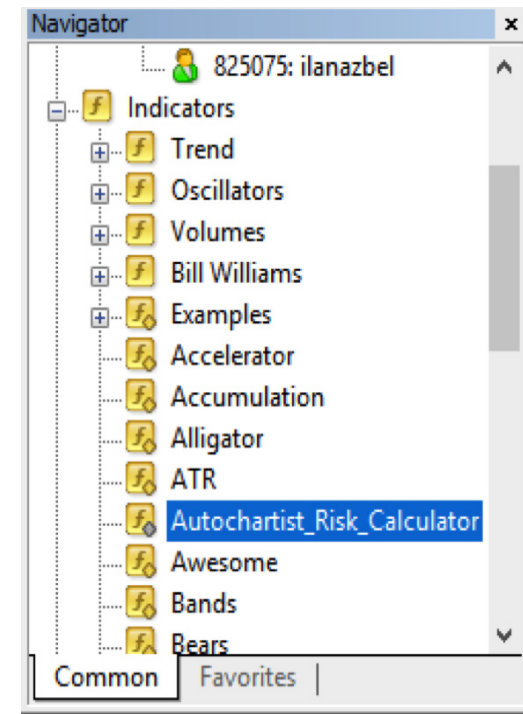 Navigator
825075: ilanazbel
Indicators
Trend
Oscillators
Volumes
Bill Williams
Examples
Accelerator
Accumulation
Alligator
ATR
Autochartist_Risk_Calculator
Awesome
Bands
Bears
Common Favorites